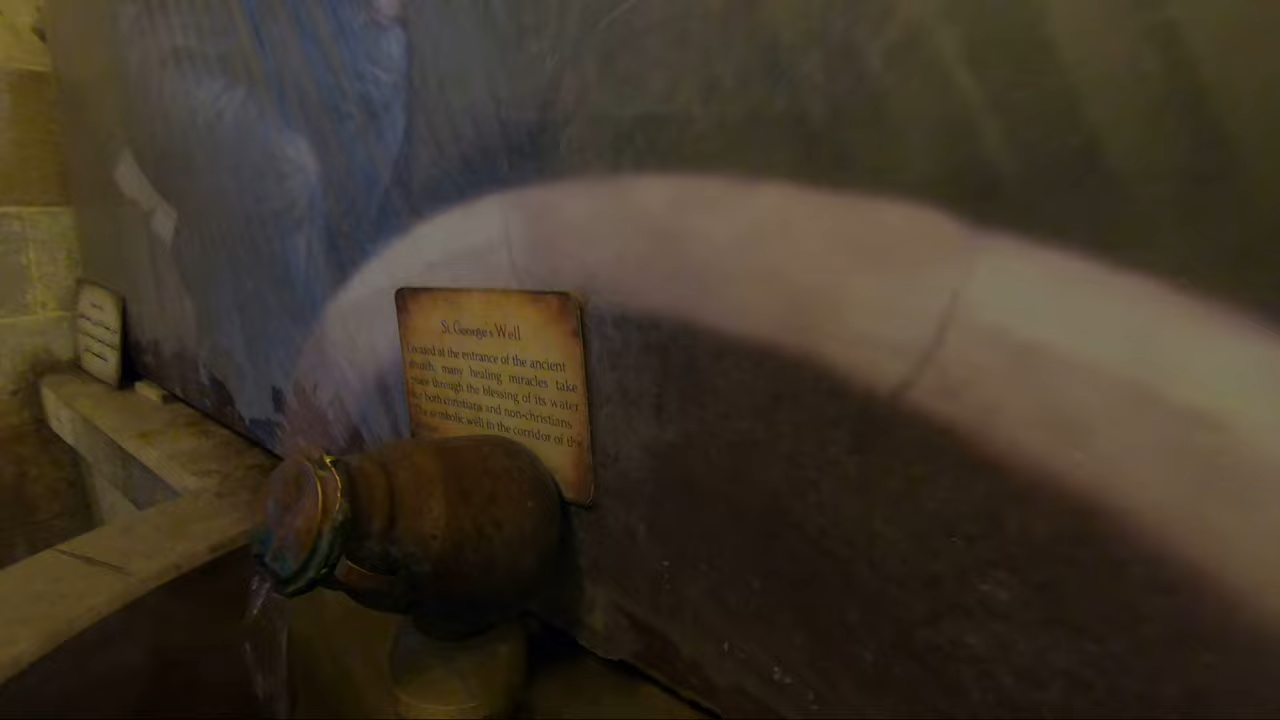 St. George's Well
Located at the entrance of the ancient
church, many healing miracles take
place through the blessing of its water
for both christians and non-christians
The symbolic well in the corridor of the